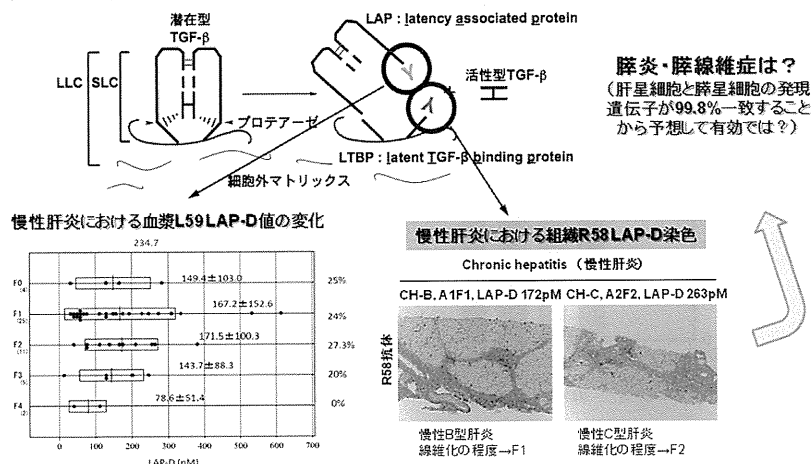 潜在型
TGF-β
LAP : latency associated protein
LLC
SLC
活性型TGF-β
プロテアーゼ
LTBP : latent TGF-β binding protein
細胞外マトリックス
膵炎・膵線維症は?
(肝星細胞と膵星細胞の発現
遺伝子が99.8%一致すること
から予想して有効では?)
慢性肝炎における血漿L59 LAP-D値の変化
234.7
F0
(4)
149.4±103.0
25%
F1
(25)
167.2±152.6
24%
F2
(11)
171.5±100.3
27.3%
F3
(5)
143.7±88.3
20%
F4
(2)
78.6±51.4
0%
0 100 200 300 400 500 600 700
LAP-D (pM)
慢性肝炎における組織R58 LAP-D染色
Chronic hepatitis (慢性肝炎)
CH-B, A1F1, LAP-D 172pM CH-C, A2F2, LAP-D 263pM
R58抗体
慢性B型肝炎
線維化の程度→F1
慢性C型肝炎
線維化の程度→F2